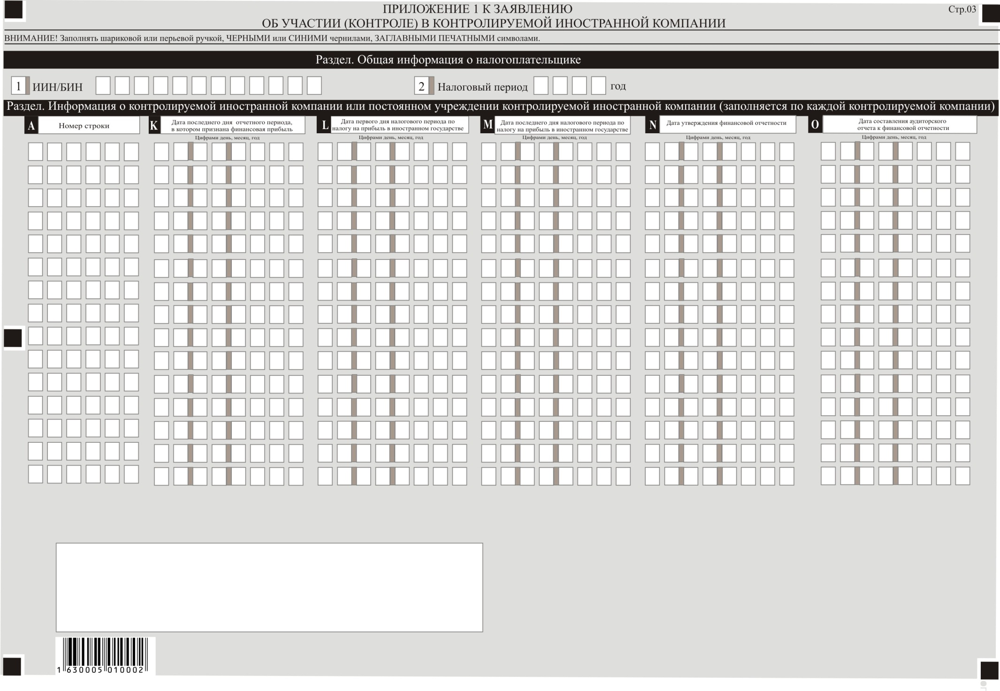 ПРИЛОЖЕНИЕ 1 К ЗАЯВЛЕНИЮ
Стр.03
ОБ УЧАСТИИ (КОНТРОЛЕ) В КОНТРОЛИРУЕМОЙ ИНОСТРАННОЙ КОМПАНИИ
ВНИМАНИЕ! Заполнять шариковой или перьевой ручкой, ЧЕРНЫМИ или СИНИМИ чернилами, ЗАГЛАВНЫМИ ПЕЧАТНЫМИ символами.
Раздел. Общая информация о налогоплательщике
1 ИИН/БИН
2 Налоговый период год
Раздел. Информация о контролируемой иностранной компании или постоянном учреждении контролируемой иностранной компании (заполняется по каждой контролируемой компании)
A Номер строки
K Дата последнего дня отчетного периода,
в котором признана финансовая прибыль
Цифрами день, месяц, год
L Дата первого дня налогового периода по
налогу на прибыль в иностранном государстве
Цифрами день, месяц, год
M Дата последнего дня налогового периода по
налогу на прибыль в иностранном государстве
Цифрами день, месяц, год
N Дата утверждения финансовой отчетности
Цифрами день, месяц, год
O Дата составления аудиторского
отчета к финансовой отчетности
Цифрами день, месяц, год
1 630005 010002